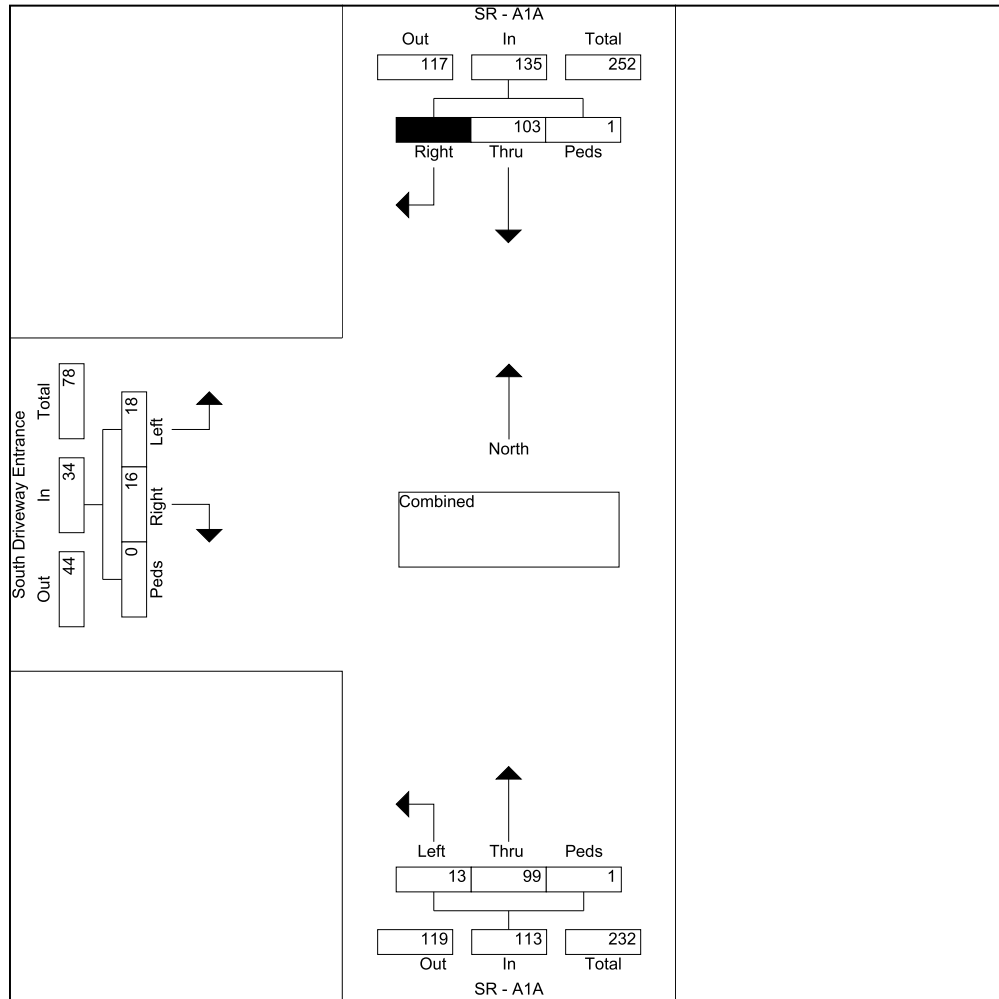 SR - A1A
Out In Total
117 135 252
103 1
Right Thru Peds
South Driveway Entrance
Total In Out
78 34 44
18 16 0
Left Right Peds
North
Combined
Left Thru Peds
13 99 1
119 113 232
Out In Total
SR - A1A